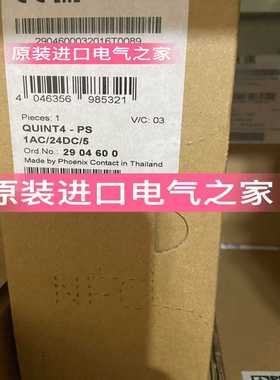 2904600032016T0089
原装进口电气之家
4 046356 985321
Pieces: 1 V/C: 03
QUINT4 - PS
1AC/24DC/5
Ord.No.: 29 04 60 0
Made by Phoenix Contact in Thailand
原装进口电气之家
NFC